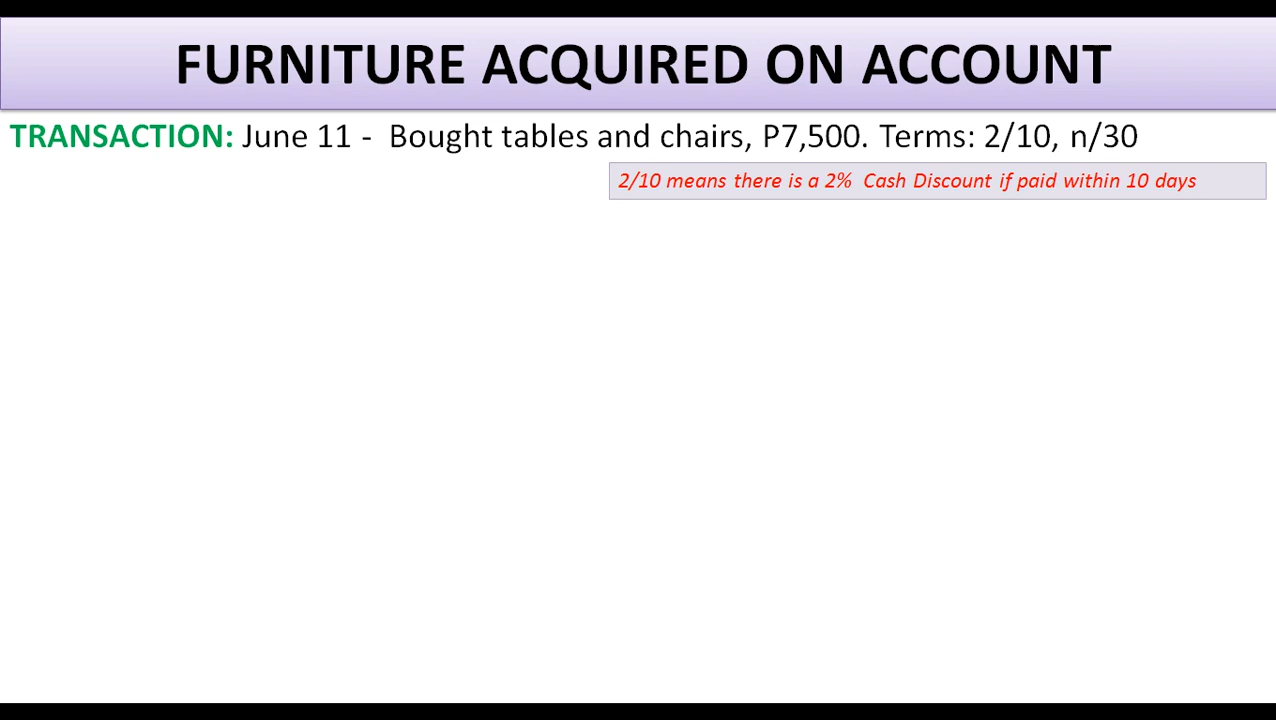 FURNITURE ACQUIRED ON ACCOUNT
TRANSACTION: June 11 - Bought tables and chairs, P7,500. Terms: 2/10, n/30
2/10 means there is a 2% Cash Discount if paid within 10 days